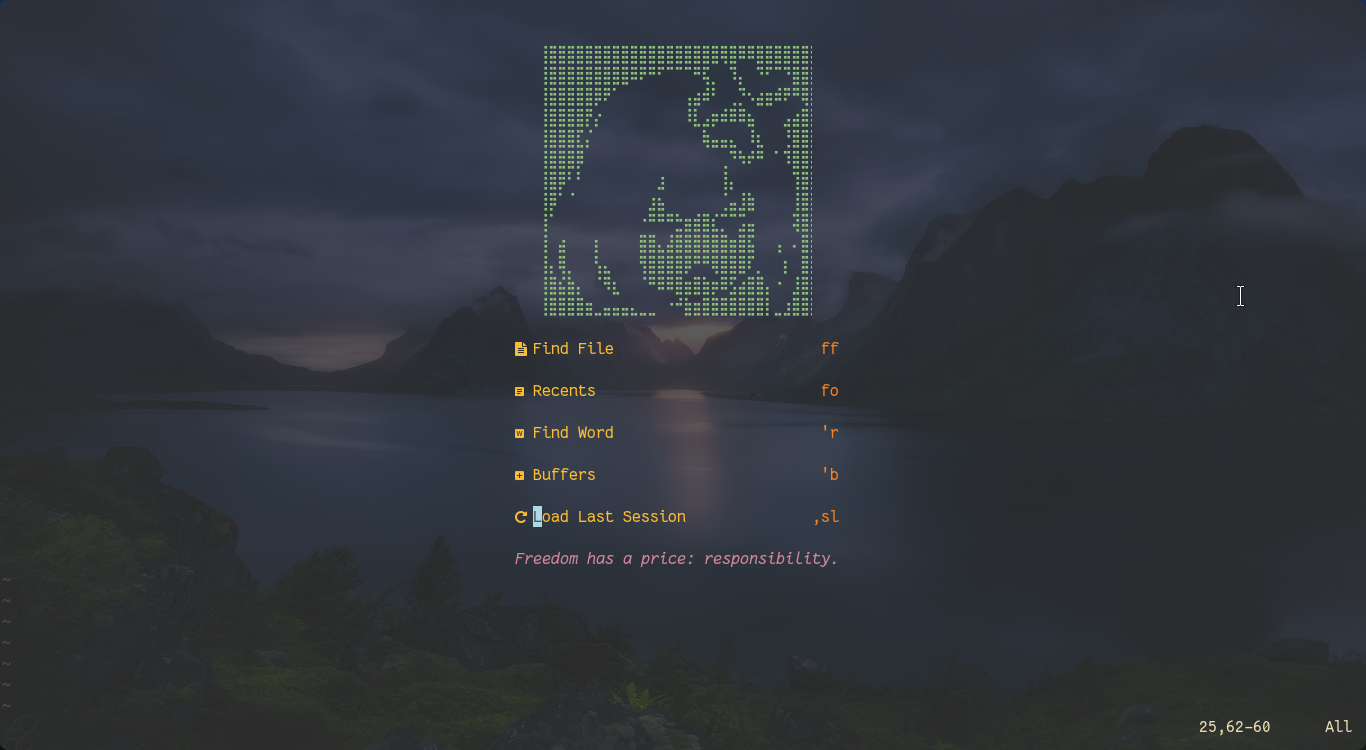 Find File ff
Recents fo
Find Word 'r
Buffers 'b
Load Last Session ,sl
Freedom has a price: responsibility.
~
~
~
~
~
~
~
25,62-60 All